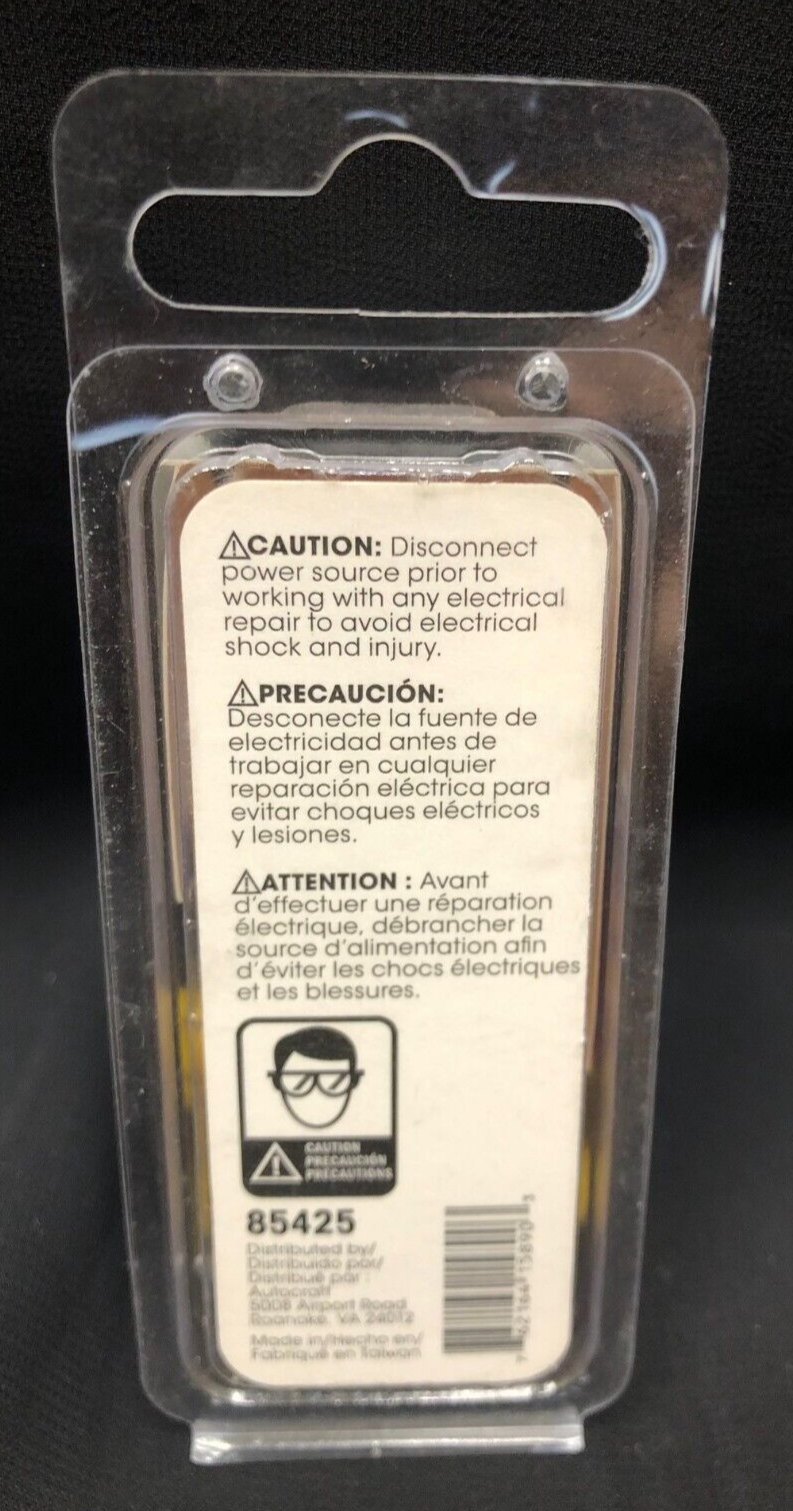 ⚠CAUTION: Disconnect
power source prior to
working with any electrical
repair to avoid electrical
shock and injury.
⚠PRECAUCIÓN:
Desconecte la fuente de
electricidad antes de
trabajar en cualquier
reparación eléctrica para
evitar choques eléctricos
y lesiones.
⚠ATTENTION : Avant
d'effectuer une réparation
électrique, débrancher la
source d'alimentation afin
d'éviter les chocs électriques
et les blessures.
CAUTION
PRECAUCIÓN
PRÉCAUTIONS
85425
Distributed by/
Distribuido por/
Distribué par :
Autocraft
5008 Airport Road
Roanoke, VA 24012
Made in/Hecho en/
Fabriqué en Taiwan
7 62164 15890 3